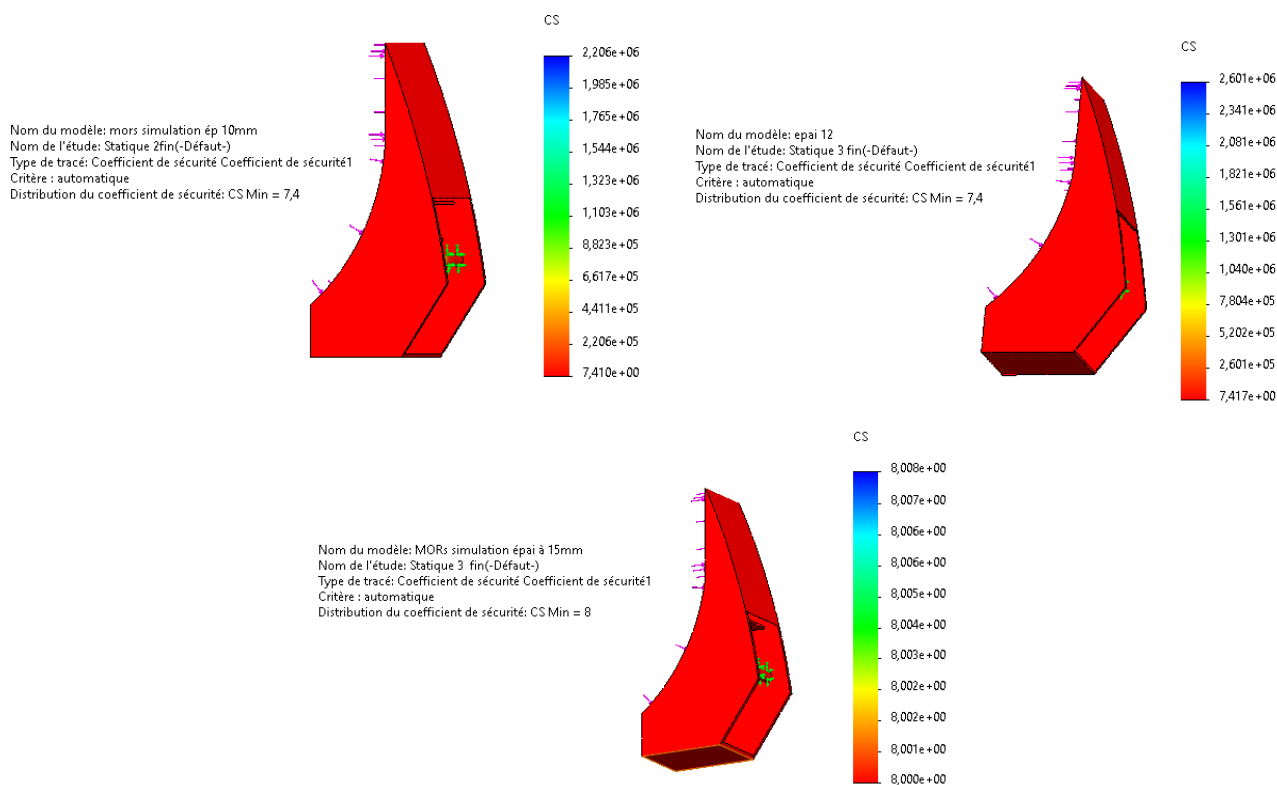 CS
2,206e+06
1,985e+06
1,765e+06
1,544e+06
1,323e+06
1,103e+06
8,823e+05
6,617e+05
4,411e+05
2,206e+05
7,410e+00
Nom du modèle: mors simulation ép 10mm
Nom de l'étude: Statique 2fin(-Défaut-)
Type de tracé: Coefficient de sécurité Coefficient de sécurité1
Critère : automatique
Distribution du coefficient de sécurité: CS Min = 7,4
CS
2,601e+06
2,341e+06
2,081e+06
1,821e+06
1,561e+06
1,301e+06
1,040e+06
7,804e+05
5,202e+05
2,601e+05
7,417e+00
Nom du modèle: epai 12
Nom de l'étude: Statique 3 fin(-Défaut-)
Type de tracé: Coefficient de sécurité Coefficient de sécurité1
Critère : automatique
Distribution du coefficient de sécurité: CS Min = 7,4
CS
8,008e+00
8,007e+00
8,006e+00
8,006e+00
8,005e+00
8,004e+00
8,003e+00
8,002e+00
8,002e+00
8,001e+00
8,000e+00
Nom du modèle: MORs simulation épai à 15mm
Nom de l'étude: Statique 3 fin(-Défaut-)
Type de tracé: Coefficient de sécurité Coefficient de sécurité1
Critère : automatique
Distribution du coefficient de sécurité: CS Min = 8